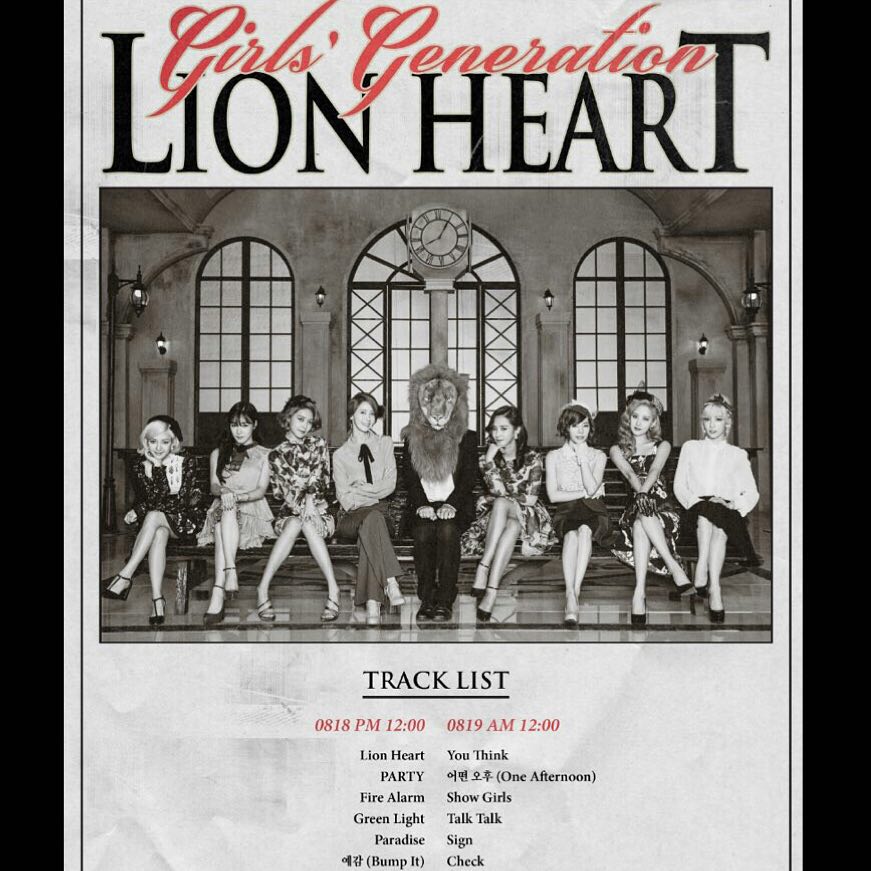 Girls' Generation
LION HEART
TRACK LIST
0818 PM 12:00
Lion Heart
PARTY
Fire Alarm
Green Light
Paradise
예감 (Bump It)
0819 AM 12:00
You Think
어떤 오후 (One Afternoon)
Show Girls
Talk Talk
Sign
Check